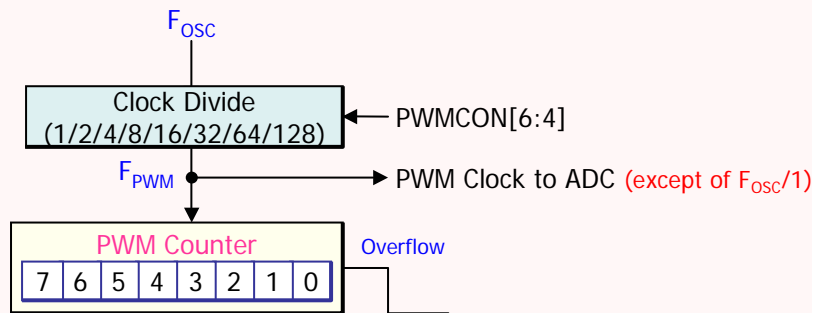 FOSC
Clock Divide
(1/2/4/8/16/32/64/128)
PWMCON[6:4]
FPWM
PWM Clock to ADC (except of FOSC/1)
PWM Counter
Overflow
7 6 5 4 3 2 1 0